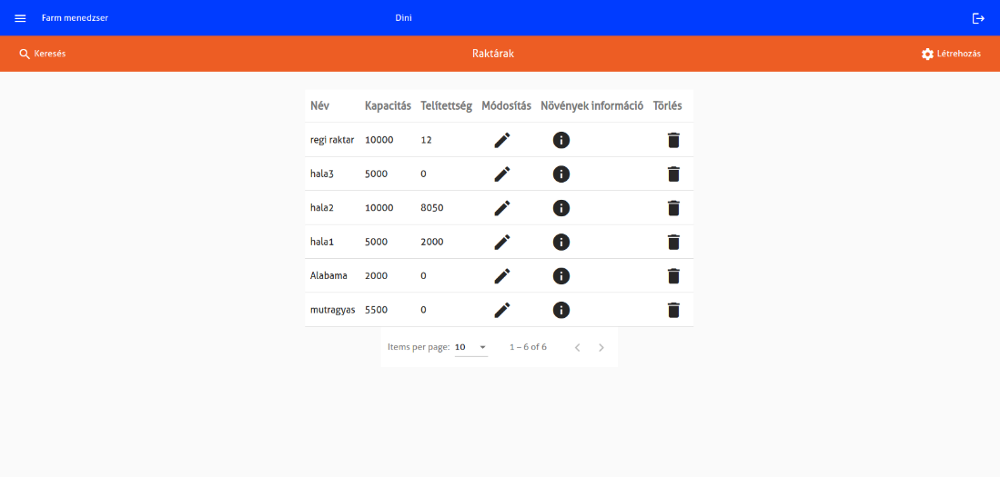 Farm menedzser Dini
Keresés Raktárak Létrehozás
Név Kapacitás Telítettség Módosítás Növények információ Törlés
regi raktar 10000 12
hala3 5000 0
hala2 10000 8050
hala1 5000 2000
Alabama 2000 0
mutragyas 5500 0
Items per page: 10 1 – 6 of 6